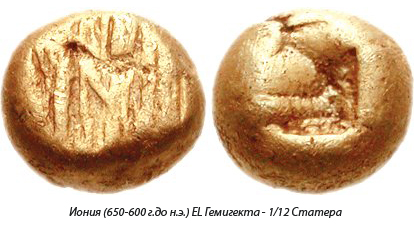 Иония (650-600 г.до н.э.) EL Гемигекта - 1/12 Статера